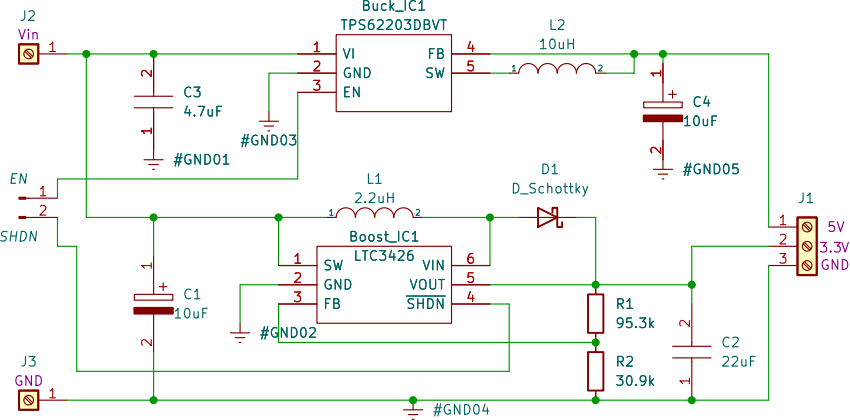 J2
Vin
1
Buck_IC1
TPS62203DBVT
1 VI FB 4
2 GND SW 5
3 EN
L2
10uH
1 2
2
C3
4.7uF
1
#GND01
#GND03
1
+
C4
10uF
2
#GND05
EN
1
2
SHDN
L1
2.2uH
1 2
D1
D_Schottky
J1
1 5V
2 3.3V
3 GND
Boost_IC1
LTC3426
1 SW VIN 6
2 GND VOUT 5
3 FB SHDN 4
1
+
C1
10uF
2
#GND02
R1
95.3k
R2
30.9k
2
C2
22uF
1
J3
GND
1
#GND04